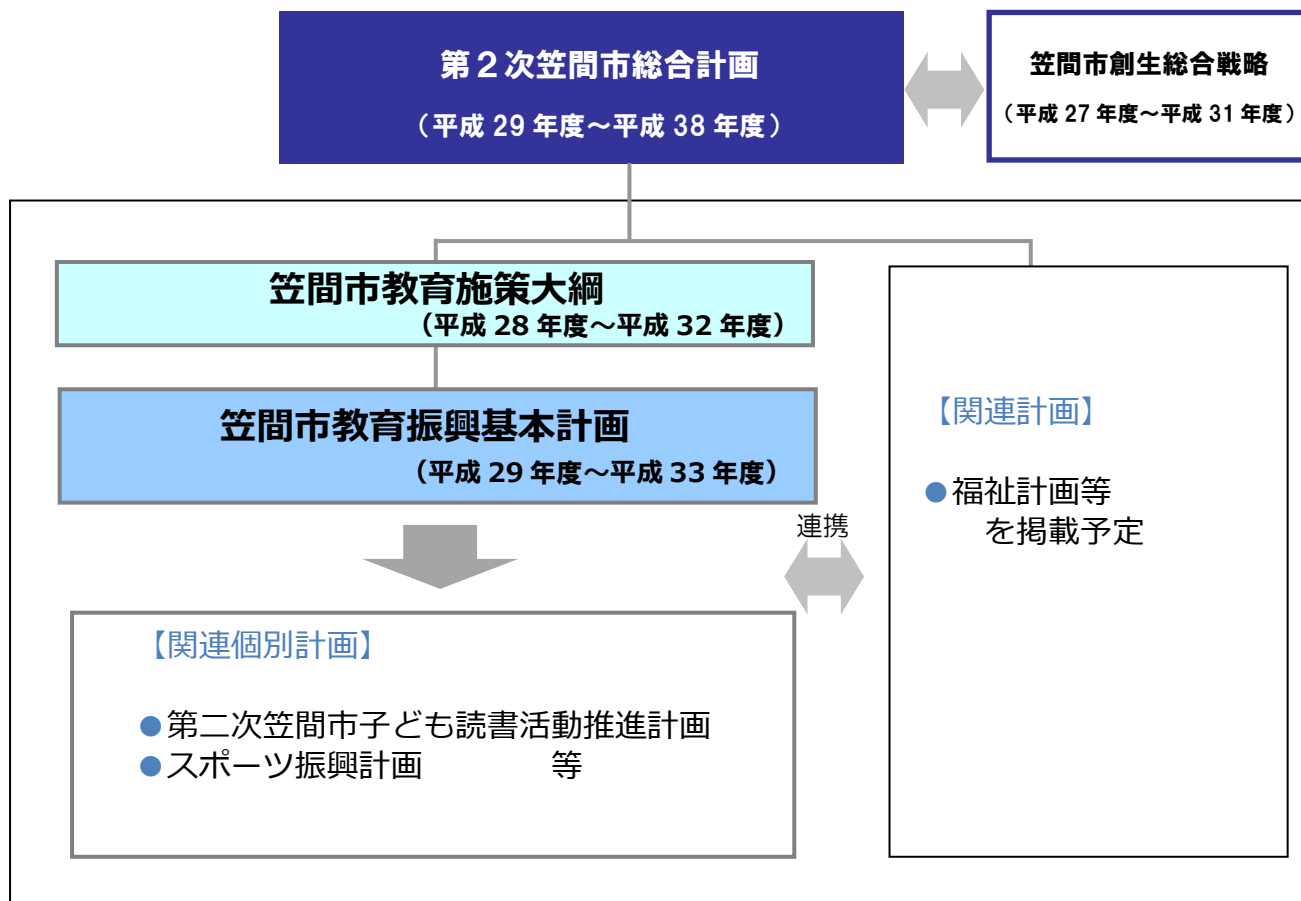 第２次笠間市総合計画
（平成 29 年度～平成 38 年度）
笠間市創生総合戦略
（平成 27 年度～平成 31 年度）
笠間市教育施策大綱
（平成 28 年度～平成 32 年度）
笠間市教育振興基本計画
（平成 29 年度～平成 33 年度）
連携
【関連個別計画】
●第二次笠間市子ども読書活動推進計画
●スポーツ振興計画　　　　等
【関連計画】
●福祉計画等
を掲載予定